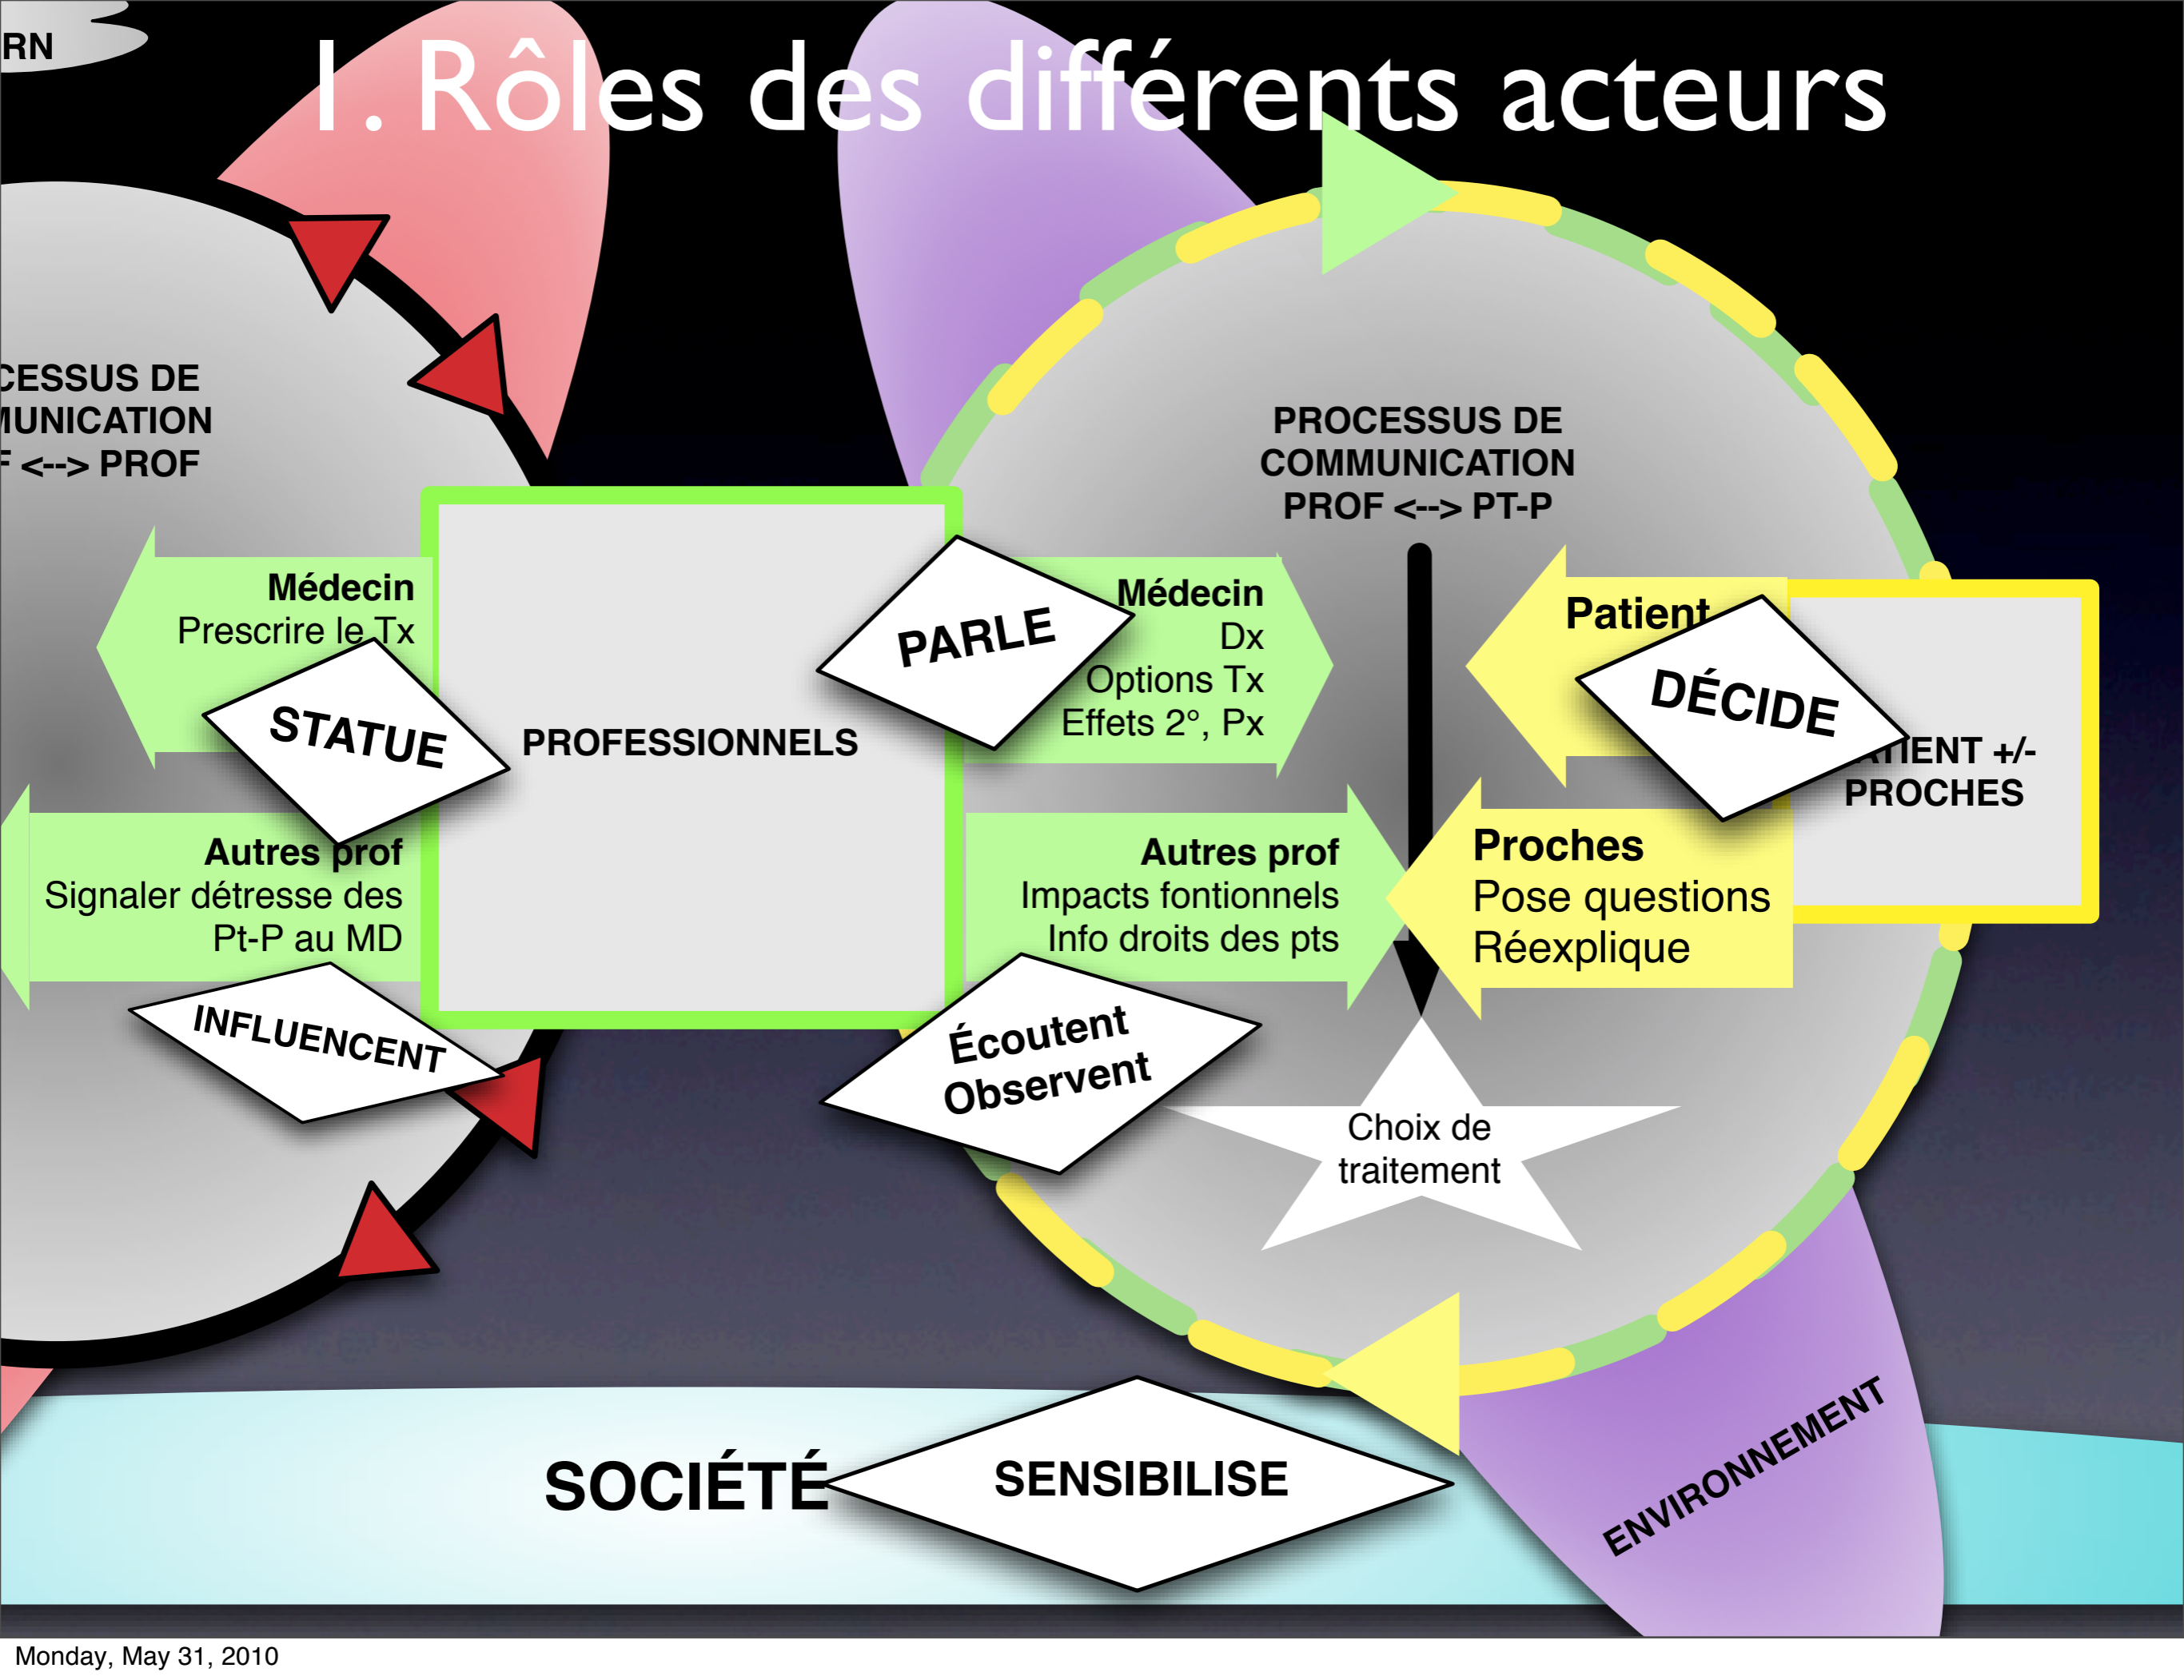 RN
1. Rôles des différents acteurs
CESSUS DE
MUNICATION
F <--> PROF
PROCESSUS DE
COMMUNICATION
PROF <--> PT-P
Médecin
Prescrire le Tx
STATUE
PROFESSIONNELS
PARLE
Médecin
Dx
Options Tx
Effets 2°, Px
Patient
DÉCIDE
TIENT +/-
PROCHES
Autres prof
Signaler détresse des
Pt-P au MD
INFLUENCENT
Autres prof
Impacts fontionnels
Info droits des pts
Écoutent
Observent
Proches
Pose questions
Réexplique
Choix de
traitement
SOCIÉTÉ
SENSIBILISE
ENVIRONNEMENT
Monday, May 31, 2010